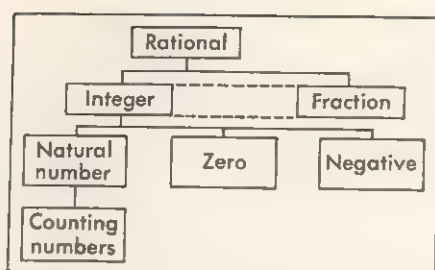 Rational
Integer
Fraction
Natural
number
Zero
Negative
Counting
numbers